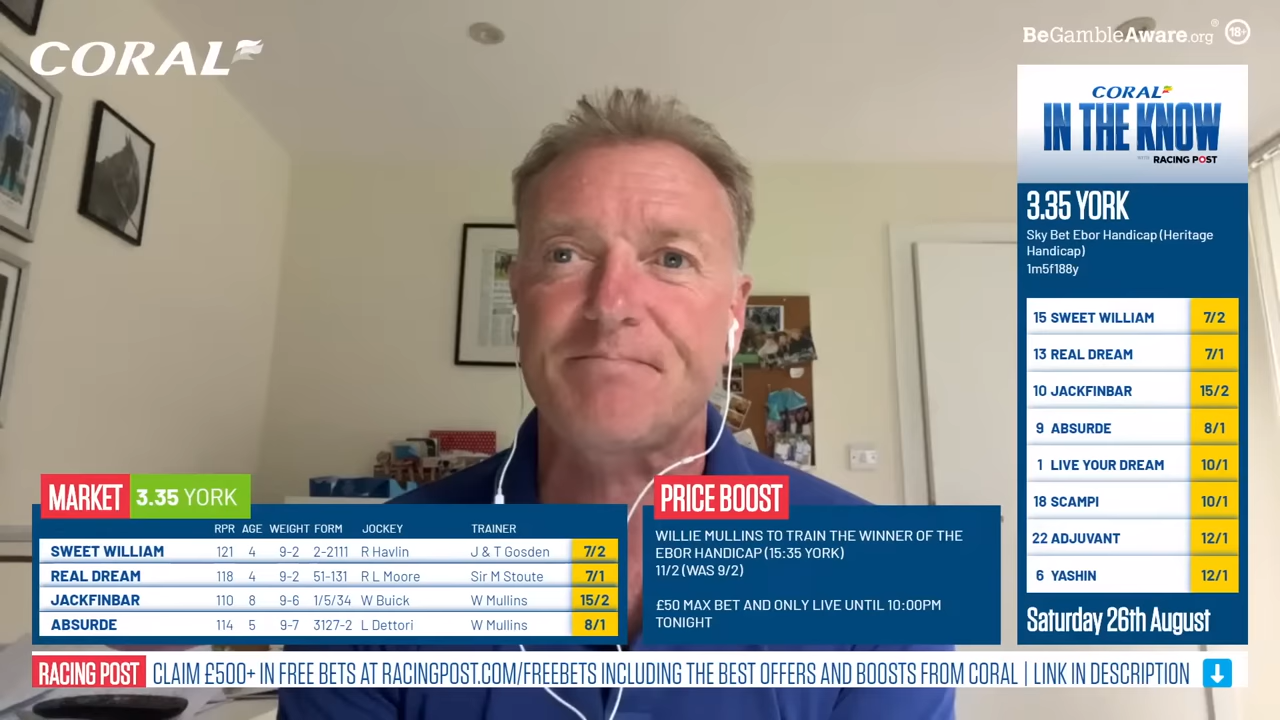 CORAL
BeGambleAware.org® 18+
CORAL
IN THE KNOW
WITH RACING POST
3.35 YORK
Sky Bet Ebor Handicap (Heritage
Handicap)
1m5f188y
15 SWEET WILLIAM 7/2
13 REAL DREAM 7/1
10 JACKFINBAR 15/2
9 ABSURDE 8/1
1 LIVE YOUR DREAM 10/1
18 SCAMPI 10/1
22 ADJUVANT 12/1
6 YASHIN 12/1
Saturday 26th August
MARKET 3.35 YORK
RPR AGE WEIGHT FORM JOCKEY TRAINER
SWEET WILLIAM 121 4 9-2 2-2111 R Havlin J & T Gosden 7/2
REAL DREAM 118 4 9-2 51-131 R L Moore Sir M Stoute 7/1
JACKFINBAR 110 8 9-6 1/5/34 W Buick W Mullins 15/2
ABSURDE 114 5 9-7 3127-2 L Dettori W Mullins 8/1
PRICE BOOST
WILLIE MULLINS TO TRAIN THE WINNER OF THE
EBOR HANDICAP (15:35 YORK)
11/2 (WAS 9/2)
£50 MAX BET AND ONLY LIVE UNTIL 10:00PM
TONIGHT
RACING POST CLAIM £500+ IN FREE BETS AT RACINGPOST.COM/FREEBETS INCLUDING THE BEST OFFERS AND BOOSTS FROM CORAL | LINK IN DESCRIPTION